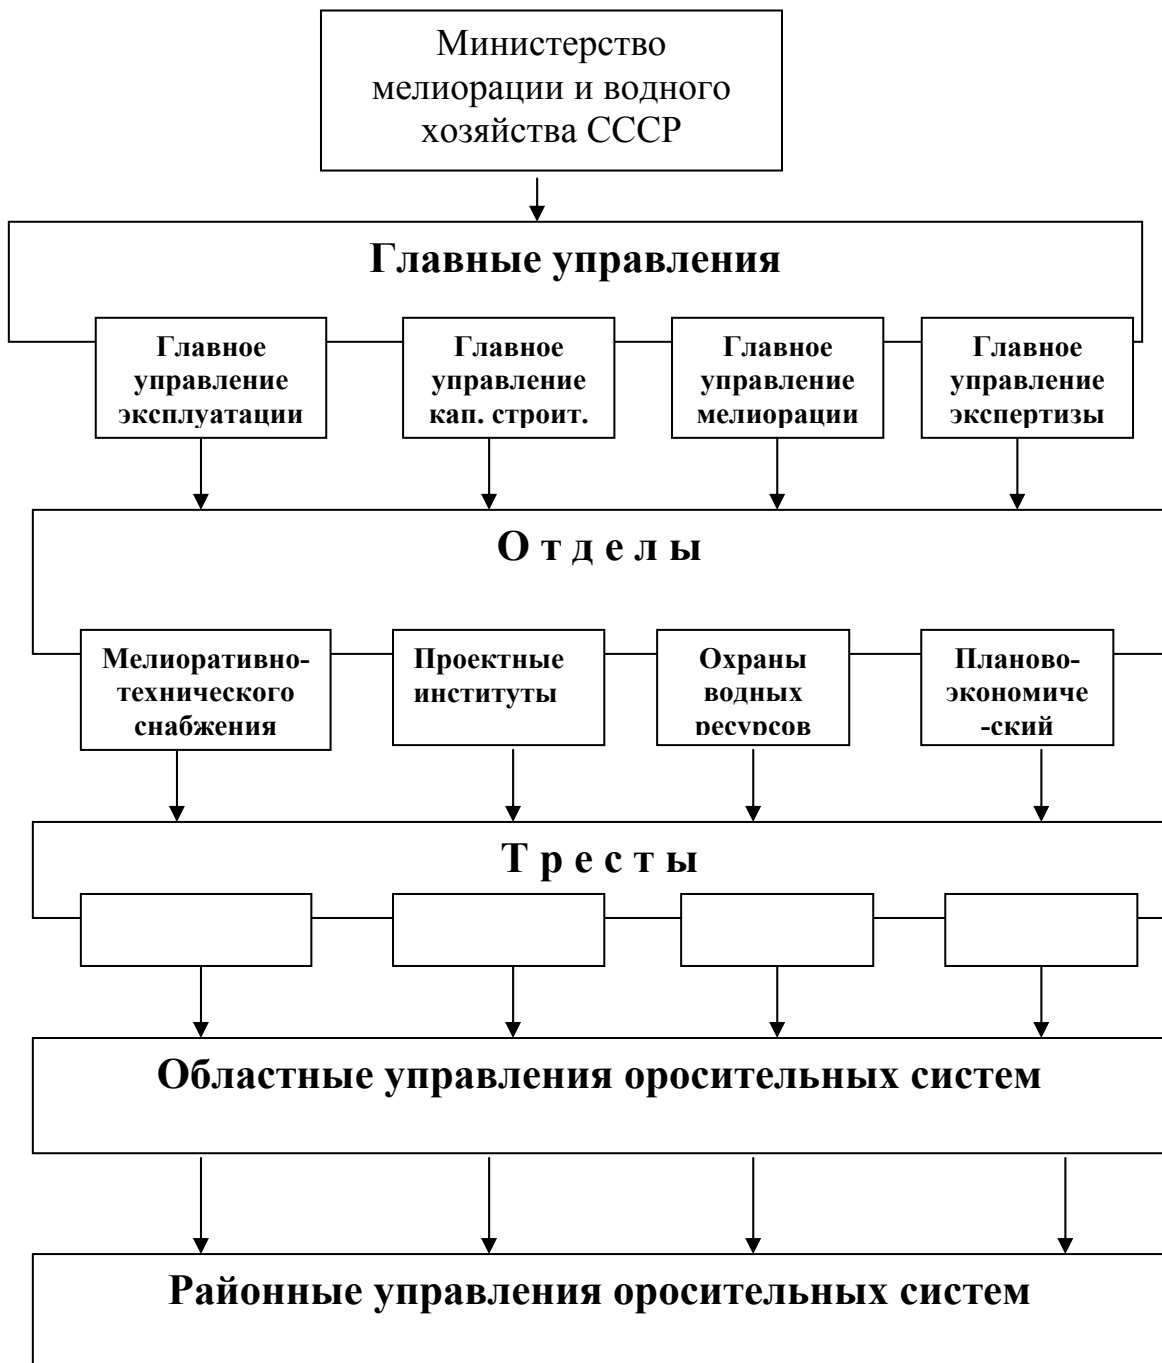 Министерство
мелиорации и водного
хозяйства СССР
Главные управления
Главное
управление
эксплуатации
Главное
управление
кап. строит.
Главное
управление
мелиорации
Главное
управление
экспертизы
О т д е л ы
Мелиоративно-
технического
снабжения
Проектные
институты
Охраны
водных
ресурсов
Планово-
экономиче
-ский
Т р е с т ы
Областные управления оросительных систем
Районные управления оросительных систем